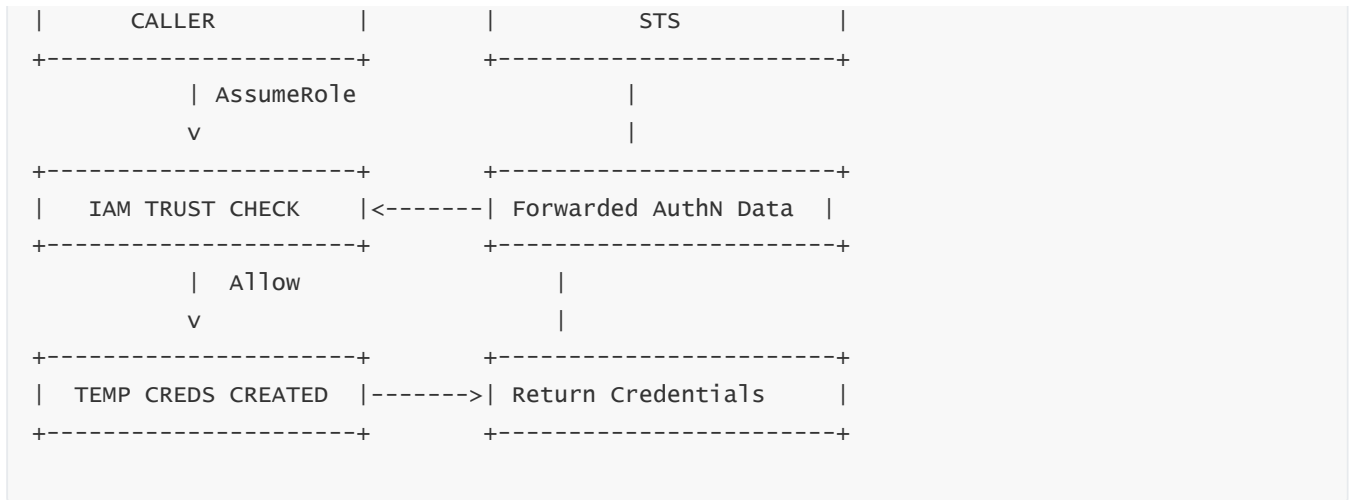 |      CALLER          |        |          STS           |
+----------------------+        +------------------------+
           | AssumeRole                   |
           v                              |
+----------------------+        +------------------------+
|   IAM TRUST CHECK    |<-------| Forwarded AuthN Data  |
+----------------------+        +------------------------+
           |  Allow                  |
           v                         |
+----------------------+        +------------------------+
|  TEMP CREDS CREATED  |------->| Return Credentials     |
+----------------------+        +------------------------+